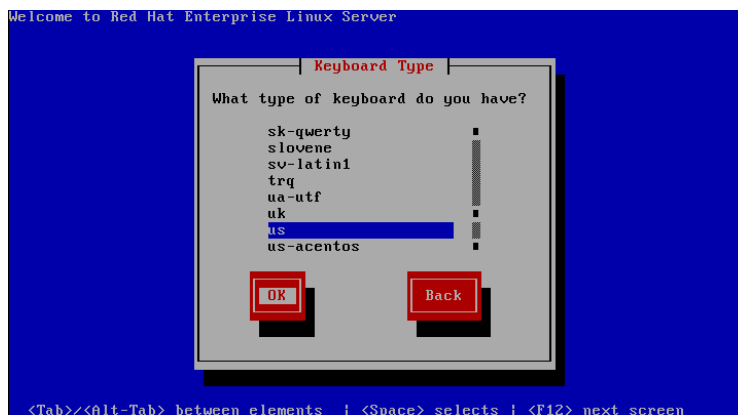 Welcome to Red Hat Enterprise Linux Server
Keyboard Type
What type of keyboard do you have?
sk-qwerty
slovene
sv-latin1
trq
ua-utf
uk
us
us-acentos
OK Back
<Tab>/<Alt-Tab> between elements | <Space> selects | <F12> next screen